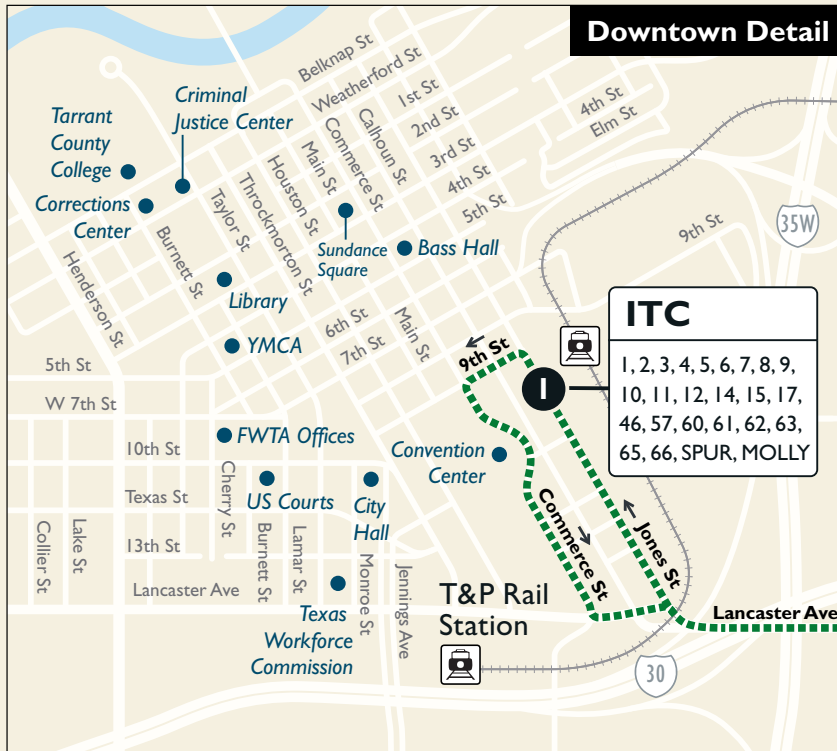 Downtown Detail
Belknap St
Weatherford St
1st St
2nd St
3rd St
4th St
5th St
4th St
Elm St
Calhoun St
Commerce St
Main St
Houston St
Throckmorton St
Taylor St
Burnett St
Henderson St
Tarrant
County
College
Criminal
Justice Center
Corrections
Center
Sundance
Square
Bass Hall
Library
YMCA
6th St
7th St
Main St
9th St
35W
9th St
ITC
1, 2, 3, 4, 5, 6, 7, 8, 9,
10, 11, 12, 14, 15, 17,
46, 57, 60, 61, 62, 63,
65, 66, SPUR, MOLLY
1
5th St
W 7th St
10th St
Texas St
13th St
Lancaster Ave
FWTA Offices
US Courts
City
Hall
Convention
Center
Cherry St
Burnett St
Lamar St
Monroe St
Jennings Ave
Collier St
Lake St
Commerce St
Jones St
Texas
Workforce
Commission
T&P Rail
Station
Lancaster Ave
30